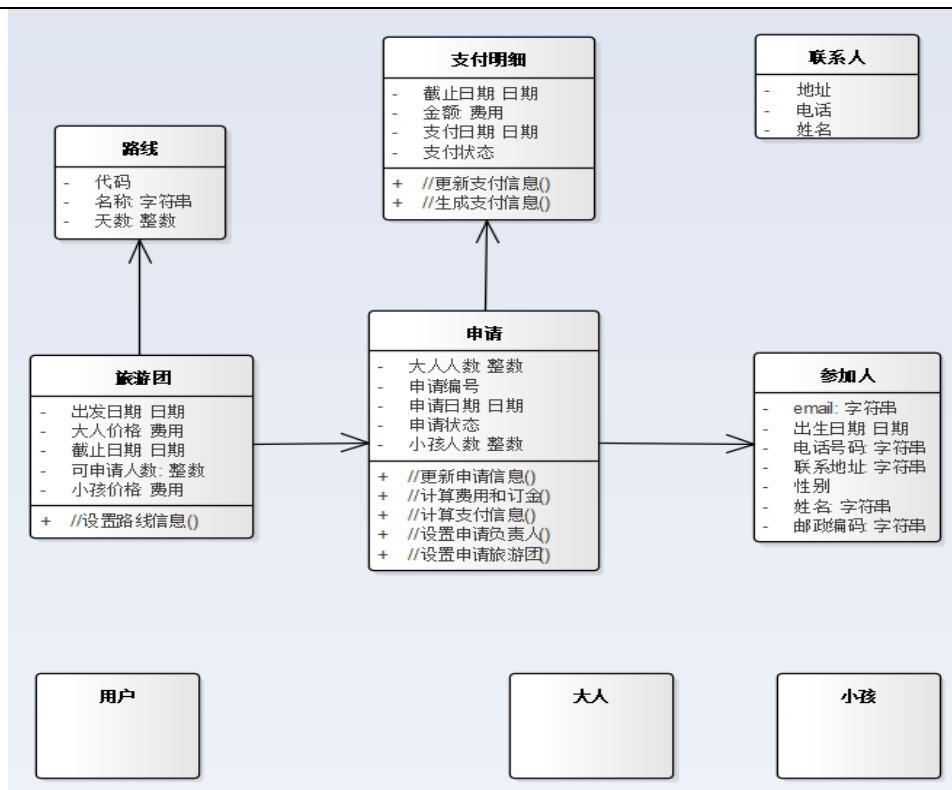 支付明细
- 截止日期: 日期
- 金额: 费用
- 支付日期: 日期
- 支付状态
+ //更新支付信息()
+ //生成支付信息()
联系人
- 地址
- 电话
- 姓名
路线
- 代码
- 名称: 字符串
- 天数: 整数
旅游团
- 出发日期: 日期
- 大人价格: 费用
- 截止日期: 日期
- 可申请人数: 整数
- 小孩价格: 费用
+ //设置路线信息()
申请
- 大人人数: 整数
- 申请编号
- 申请日期: 日期
- 申请状态
- 小孩人数: 整数
+ //更新申请信息()
+ //计算费用和订金()
+ //计算支付信息()
+ //设置申请负责人()
+ //设置申请旅游团()
参加人
- email: 字符串
- 出生日期: 日期
- 电话号码: 字符串
- 联系地址: 字符串
- 性别
- 姓名: 字符串
- 邮政编码: 字符串
用户
大人
小孩